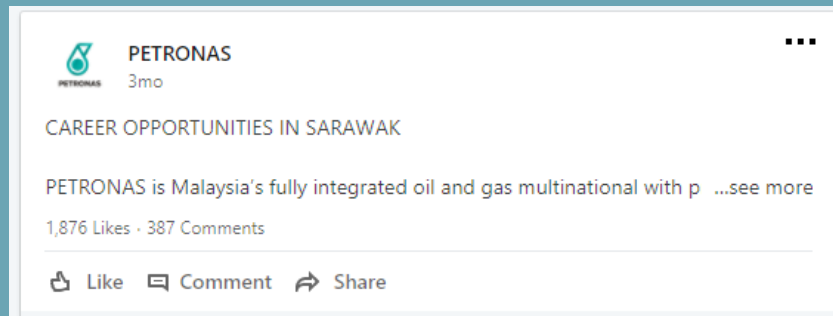 PETRONAS
PETRONAS
3mo
CAREER OPPORTUNITIES IN SARAWAK
PETRONAS is Malaysia's fully integrated oil and gas multinational with p ...see more
1,876 Likes · 387 Comments
Like Comment Share